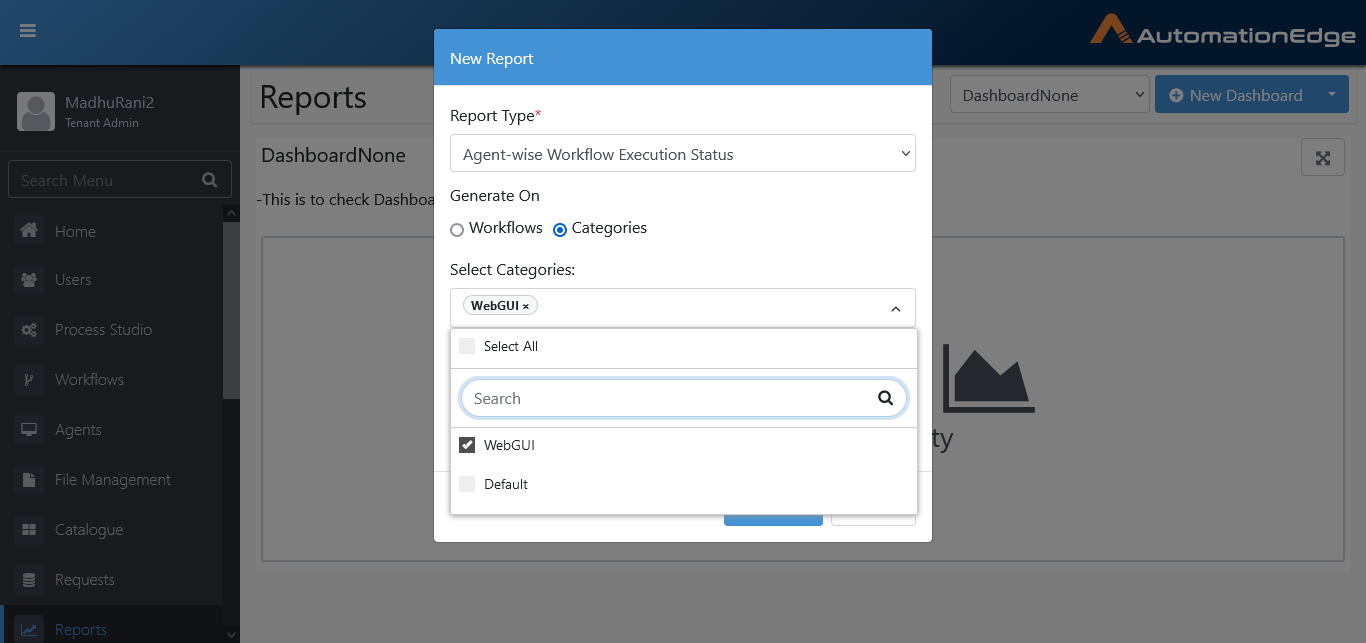 AutomationEdge
MadhuRani2
Tenant Admin
Search Menu
Home
Users
Process Studio
Workflows
Agents
File Management
Catalogue
Requests
Reports
Reports
DashboardNone
New Dashboard
DashboardNone
-This is to check Dashboa
New Report
Report Type*
Agent-wise Workflow Execution Status
Generate On
Workflows Categories
Select Categories:
WebGUI ×
Select All
Search
WebGUI
Default
ty